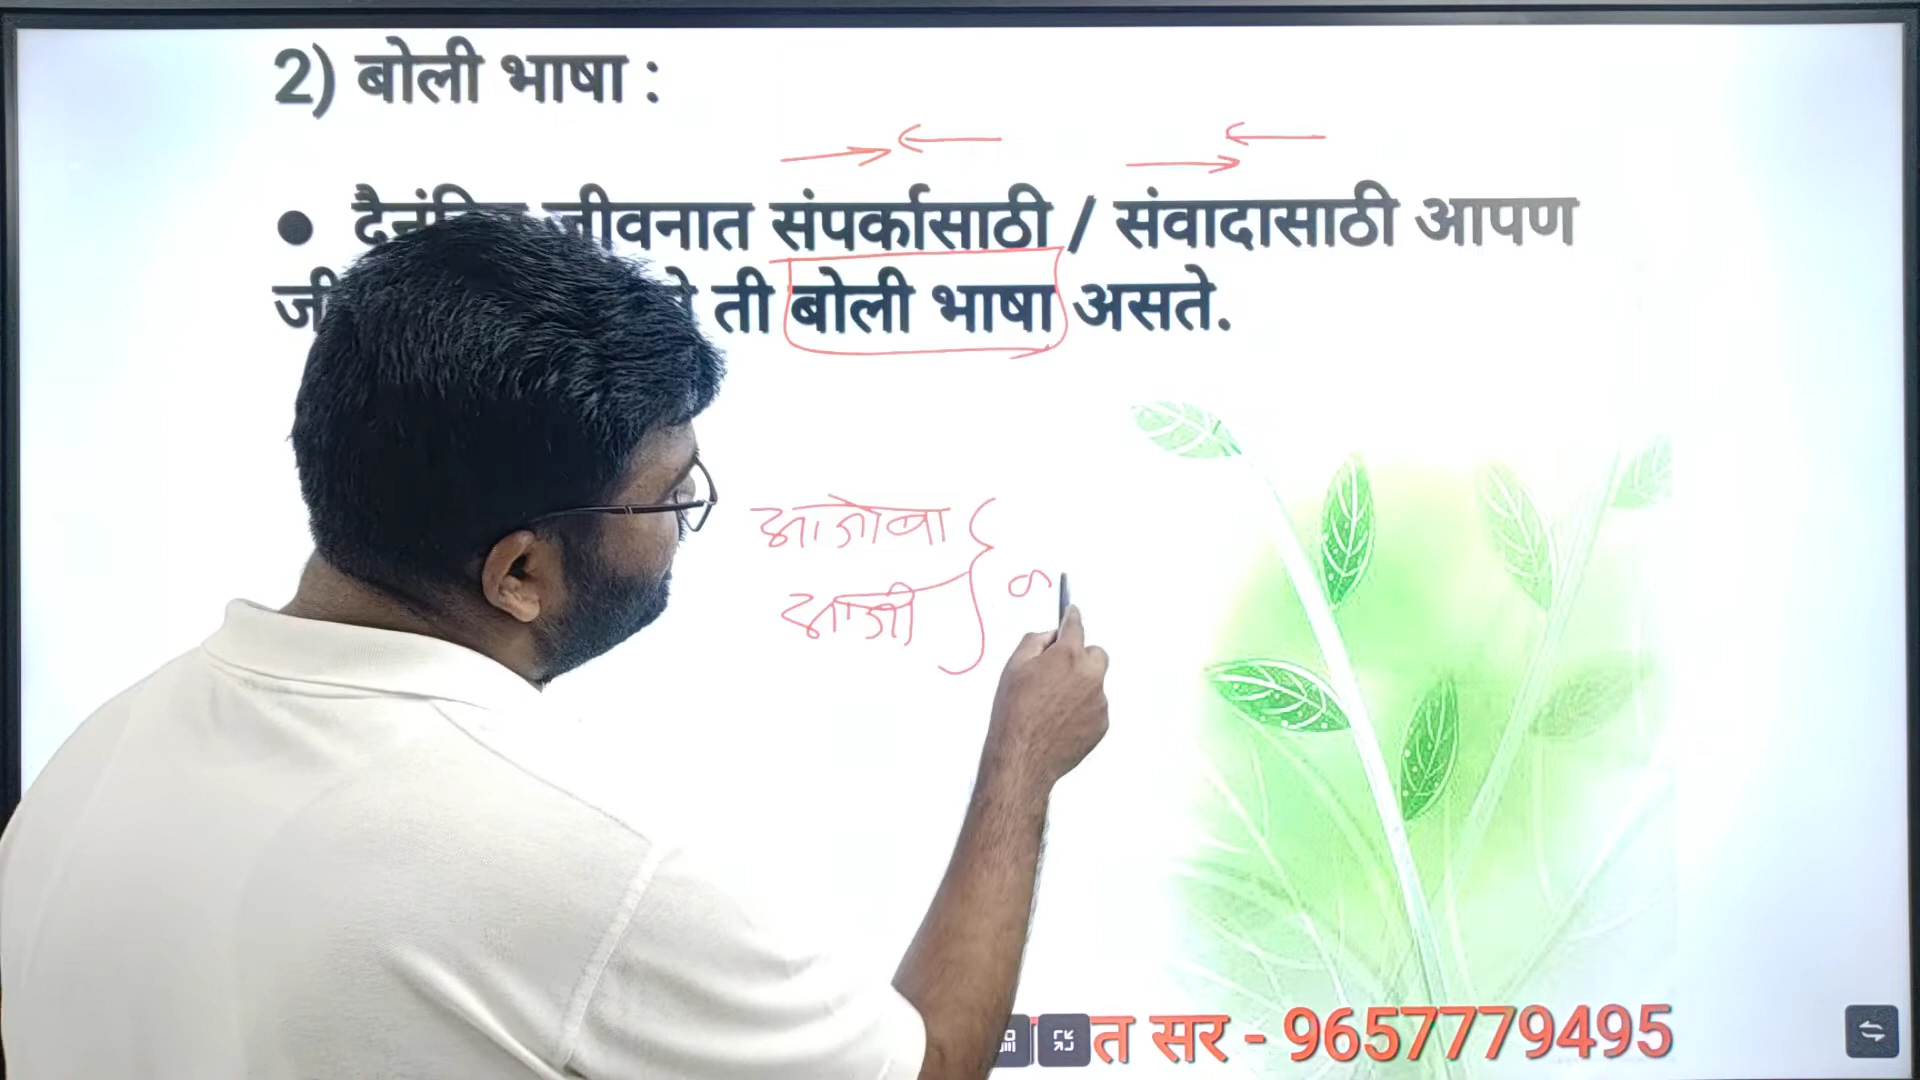 2) बोली भाषा :
● जीवनात संपर्कासाठी / संवादासाठी आपण
ती बोली भाषा असते.
आजोबा
आजी
सर - 9657779495